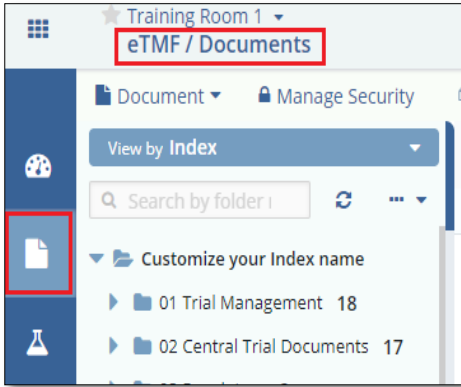 Training Room 1
eTMF / Documents
Document
Manage Security
View by Index
Search by folder
Customize your Index name
01 Trial Management 18
02 Central Trial Documents 17